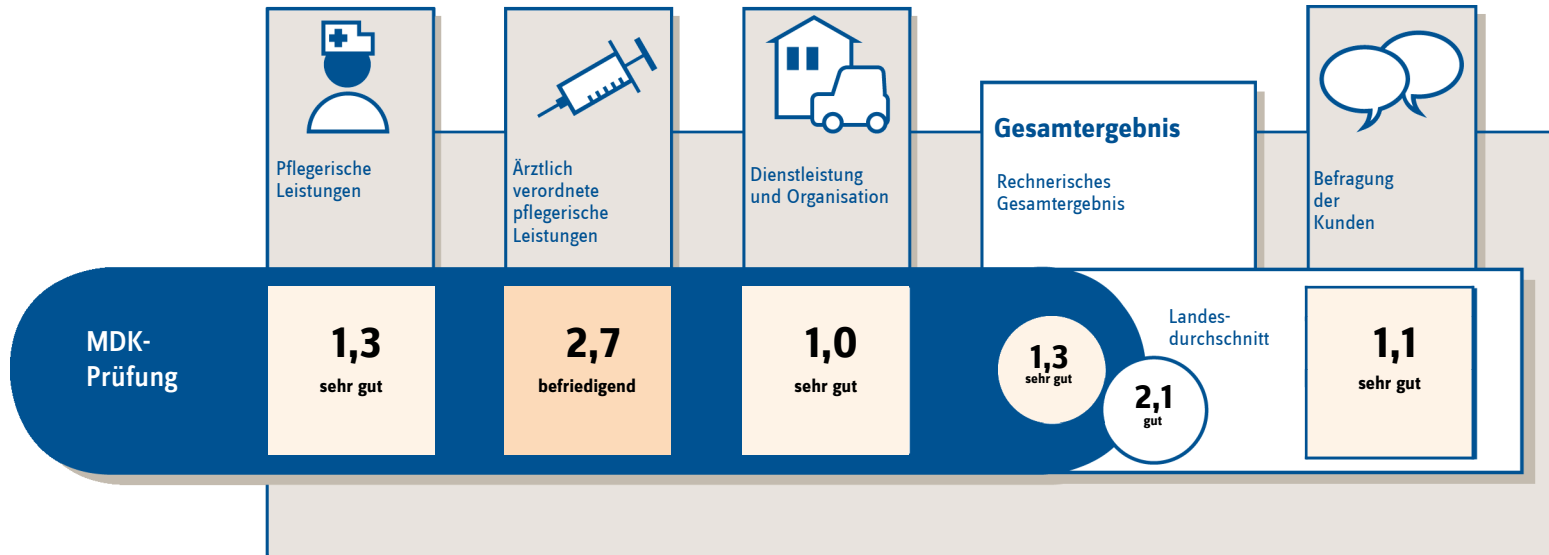 Pflegerische
Leistungen
Ärztlich
verordnete
pflegerische
Leistungen
Dienstleistung
und Organisation
Gesamtergebnis
Rechnerisches
Gesamtergebnis
Befragung
der
Kunden
MDK-
Prüfung
1,3
sehr gut
2,7
befriedigend
1,0
sehr gut
1,3
sehr gut
Landes-
durchschnitt
2,1
gut
1,1
sehr gut